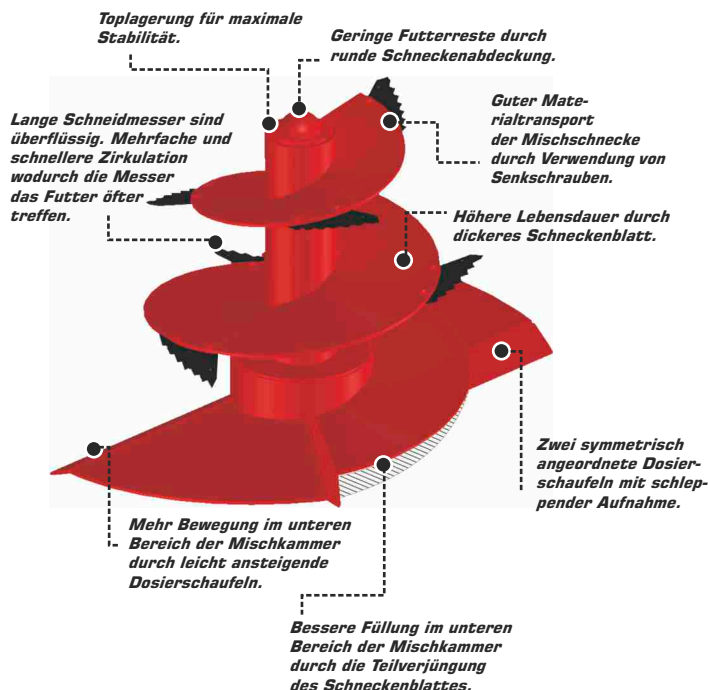 Toplagerung für maximale
Stabilität.
Geringe Futterreste durch
runde Schneckenabdeckung.
Lange Schneidmesser sind
überflüssig. Mehrfache und
schnellere Zirkulation
wodurch die Messer
das Futter öfter
treffen.
Guter Mate-
rialtransport
der Mischschnecke
durch Verwendung von
Senkschrauben.
Höhere Lebensdauer durch
dickeres Schneckenblatt.
Zwei symmetrisch
angeordnete Dosier-
schaufeln mit schlep-
pender Aufnahme.
Mehr Bewegung im unteren
Bereich der Mischkammer
durch leicht ansteigende
Dosierschaufeln.
Bessere Füllung im unteren
Bereich der Mischkammer
durch die Teilverjüngung
des Schneckenblattes.